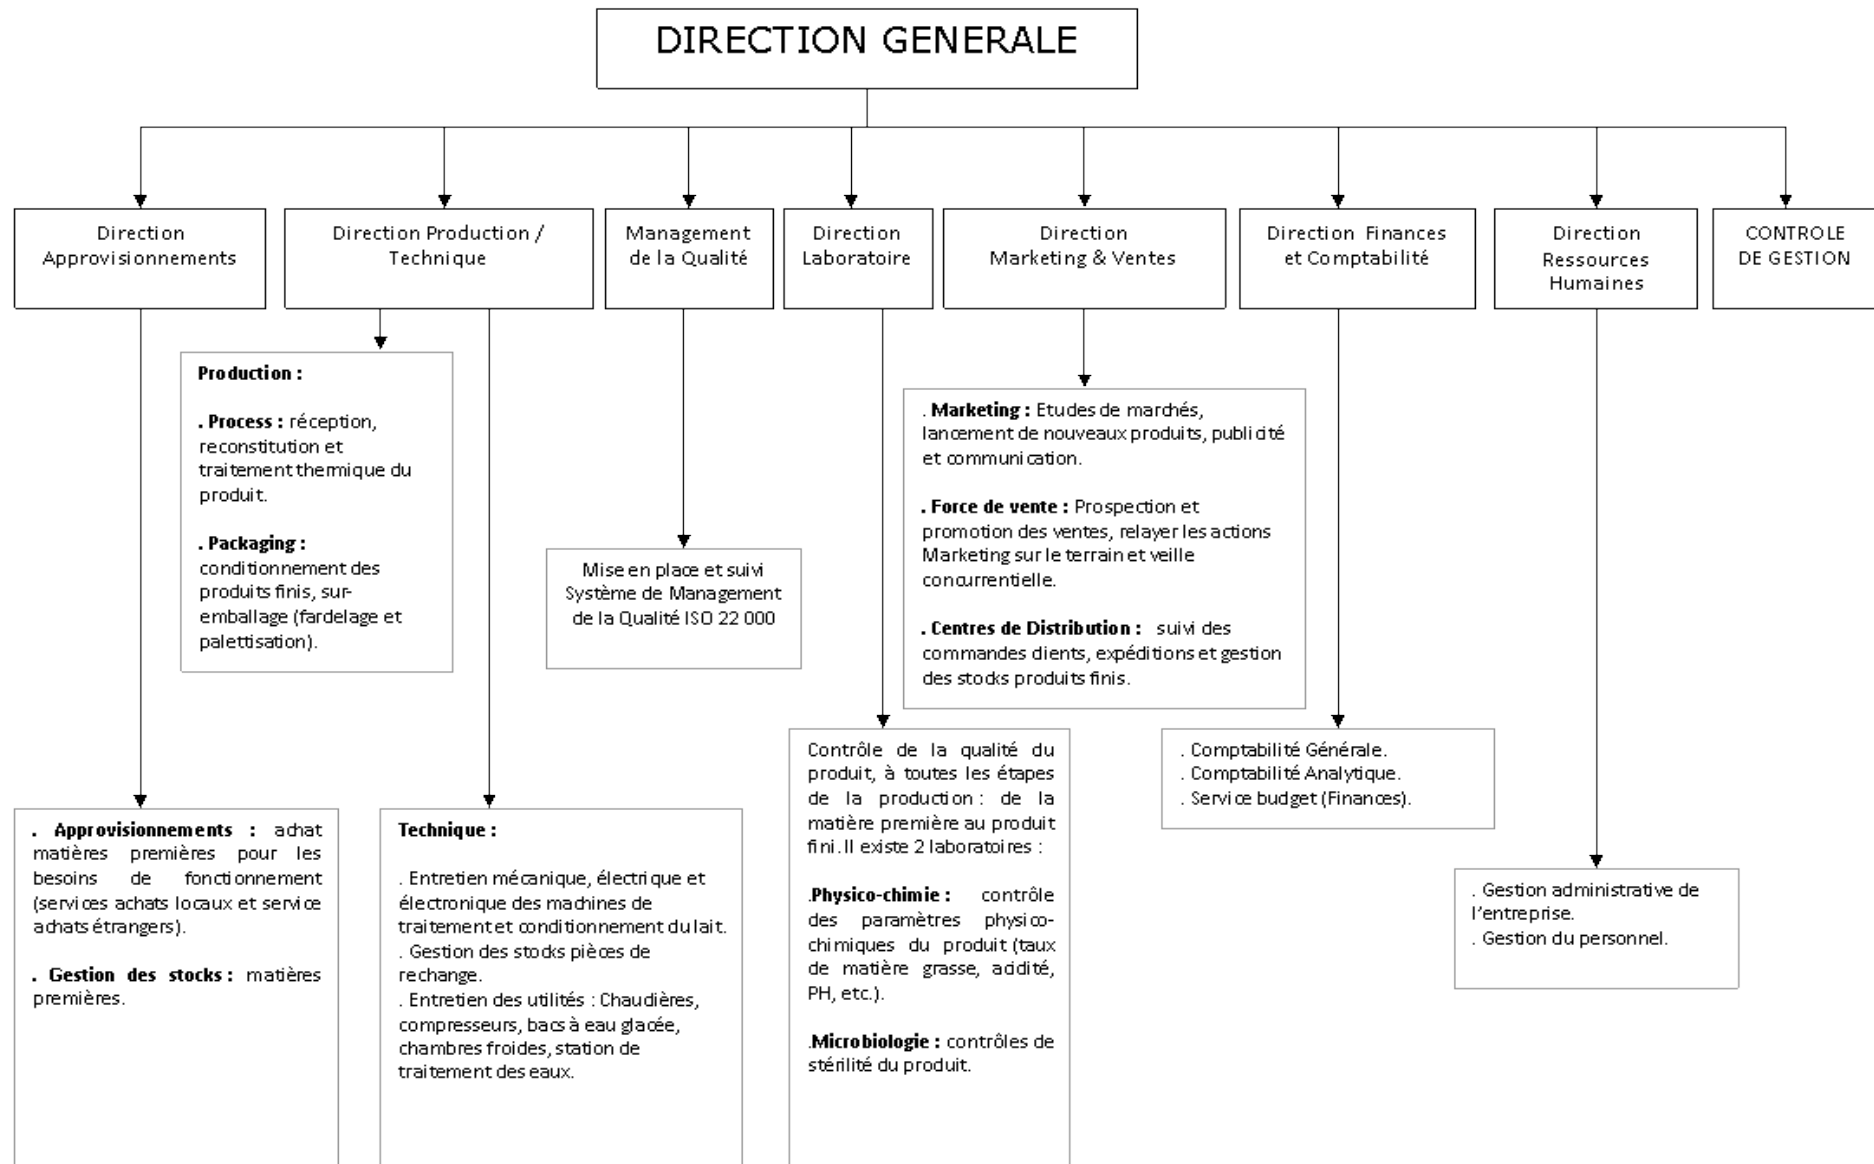 DIRECTION GENERALE
Direction
Approvisionnements
Direction Production /
Technique
Management
de la Qualité
Direction
Laboratoire
Direction
Marketing & Ventes
Direction Finances
et Comptabilité
Direction
Ressources
Humaines
CONTROLE
DE GESTION
Production :
. Process : réception,
reconstitution et
traitement thermique du
produit.
. Packaging :
conditionnement des
produits finis, sur-
emballage (fardelage et
palettisation).
Mise en place et suivi
Système de Management
de la Qualité ISO 22 000
. Marketing : Etudes de marchés,
lancement de nouveaux produits, publicité
et communication.
. Force de vente : Prospection et
promotion des ventes, relayer les actions
Marketing sur le terrain et veille
concurrentielle.
. Centres de Distribution : suivi des
commandes clients, expéditions et gestion
des stocks produits finis.
. Approvisionnements : achat
matières premières pour les
besoins de fonctionnement
(services achats locaux et service
achats étrangers).
. Gestion des stocks : matières
premières.
Technique :
. Entretien mécanique, électrique et
électronique des machines de
traitement et conditionnement du lait.
. Gestion des stocks pièces de
rechange.
. Entretien des utilités : Chaudières,
compresseurs, bacs à eau glacée,
chambres froides, station de
traitement des eaux.
Contrôle de la qualité du
produit, à toutes les étapes
de la production : de la
matière première au produit
fini. Il existe 2 laboratoires :
.Physico-chimie : contrôle
des paramètres physico-
chimiques du produit (taux
de matière grasse, acidité,
PH, etc.).
.Microbiologie : contrôles de
stérilité du produit.
. Comptabilité Générale.
. Comptabilité Analytique.
. Service budget (Finances).
. Gestion administrative de
l'entreprise.
. Gestion du personnel.